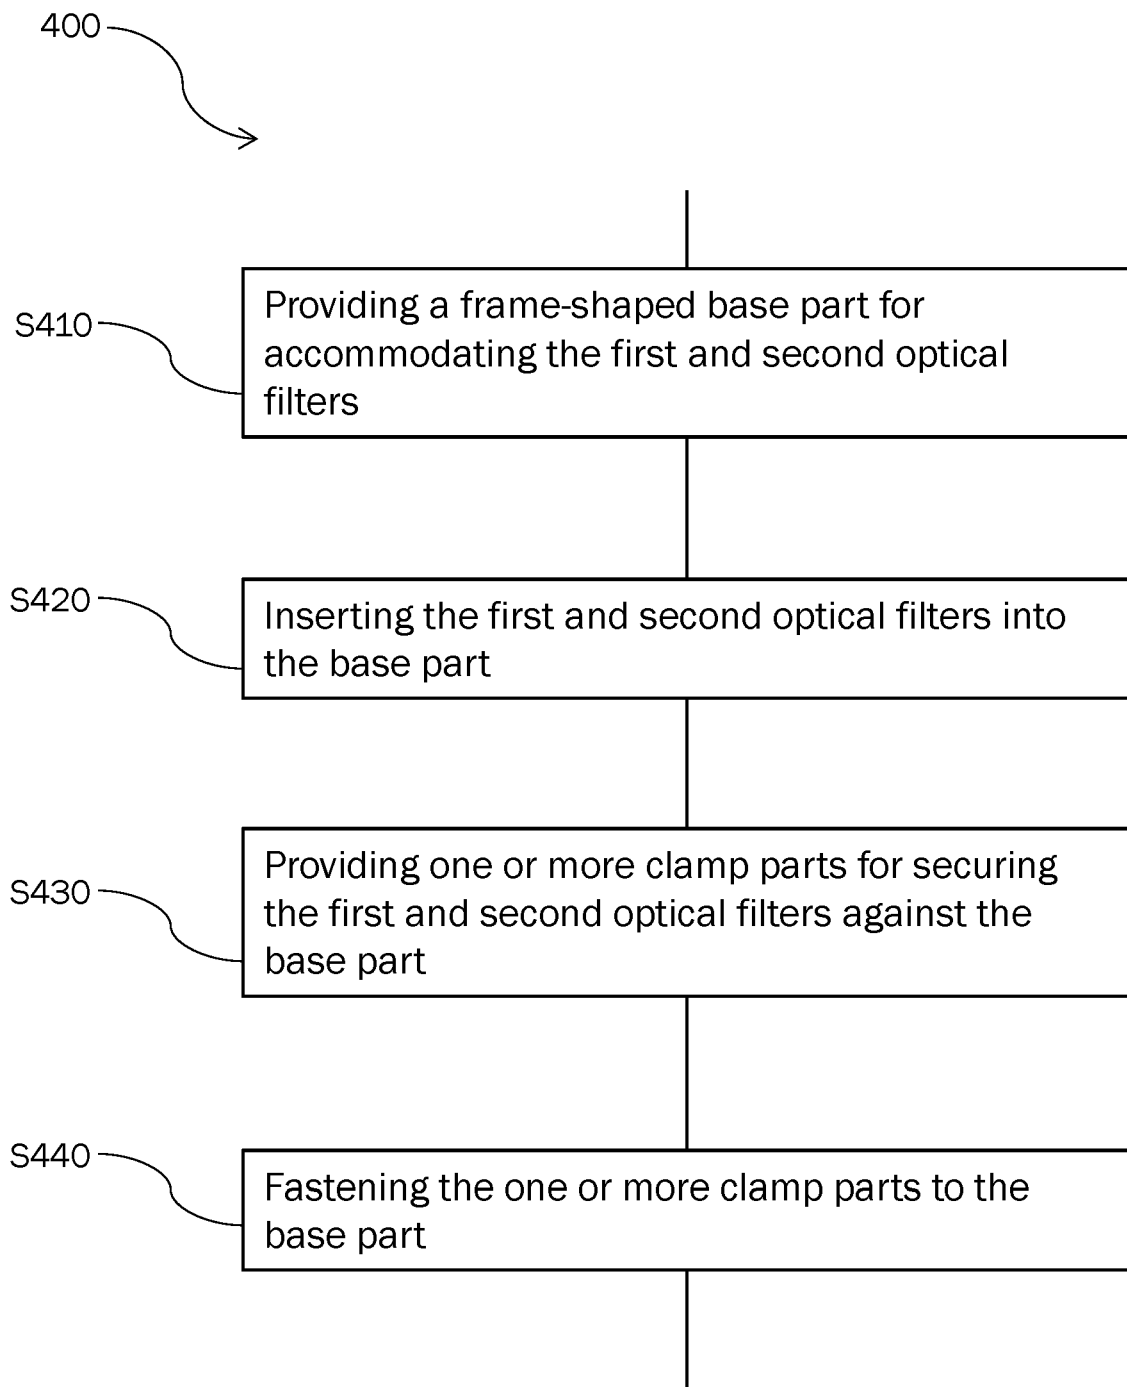 400
S410
Providing a frame-shaped base part for
accommodating the first and second optical
filters
S420
Inserting the first and second optical filters into
the base part
S430
Providing one or more clamp parts for securing
the first and second optical filters against the
base part
S440
Fastening the one or more clamp parts to the
base part